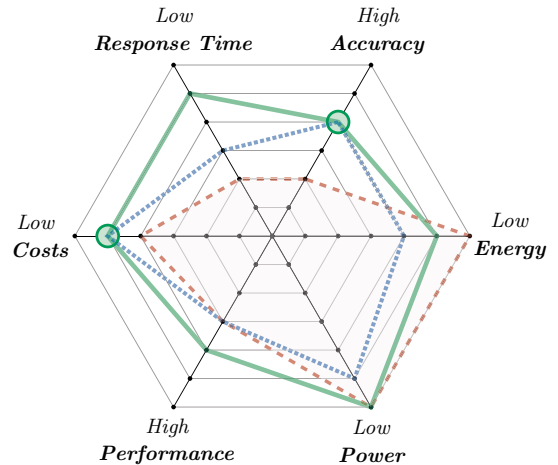 Low
Response Time
High
Accuracy
Low
Costs
Low
Energy
High
Performance
Low
Power